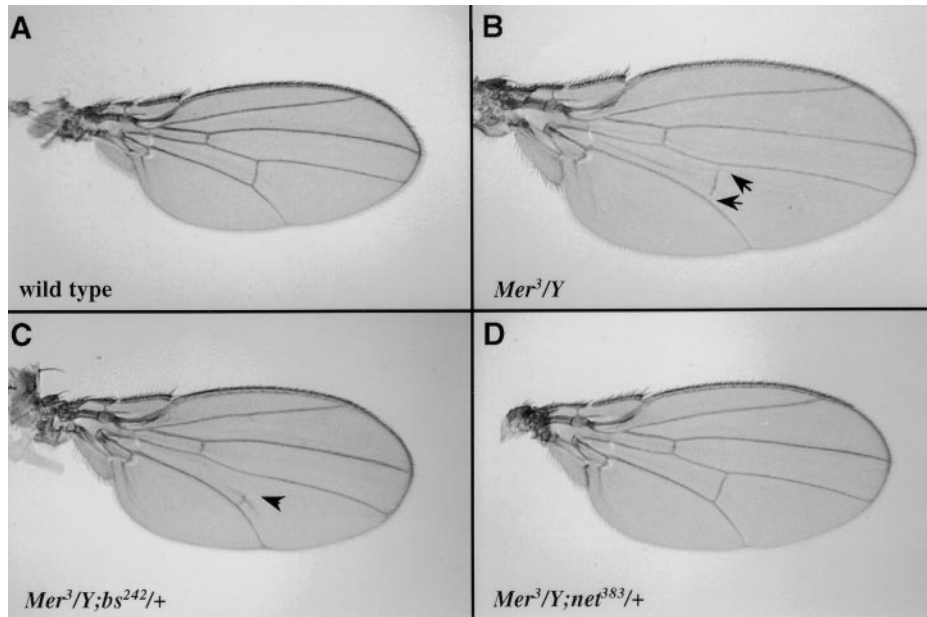 A
wild type
B
Mer³/Y
C
Mer³/Y;bs²⁴²/+
D
Mer³/Y;net³⁸³/+